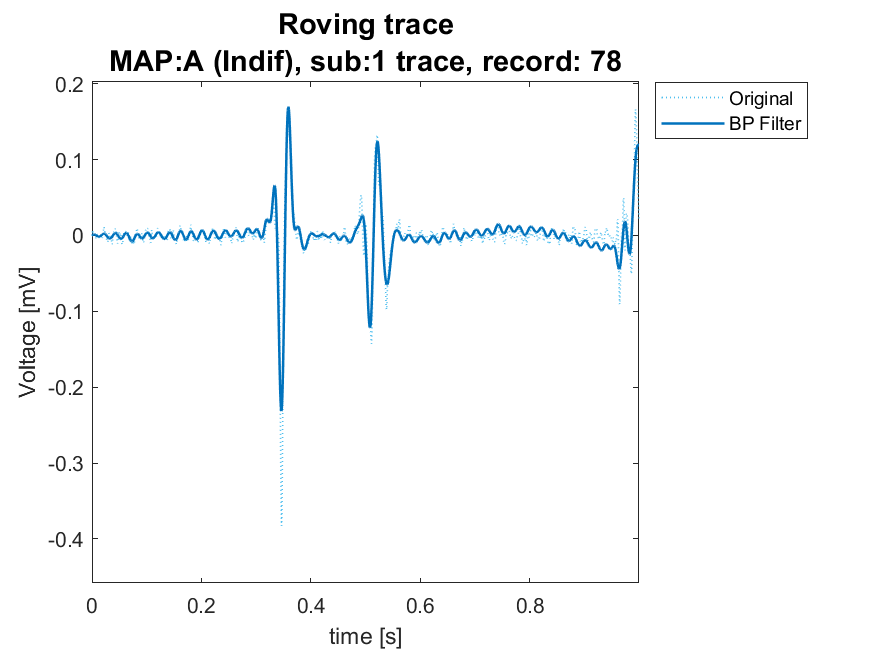 Roving trace
MAP:A (Indif), sub:1 trace, record: 78
Original
BP Filter
0.2
0.1
0
-0.1
-0.2
-0.3
-0.4
Voltage [mV]
0
0.2
0.4
0.6
0.8
time [s]